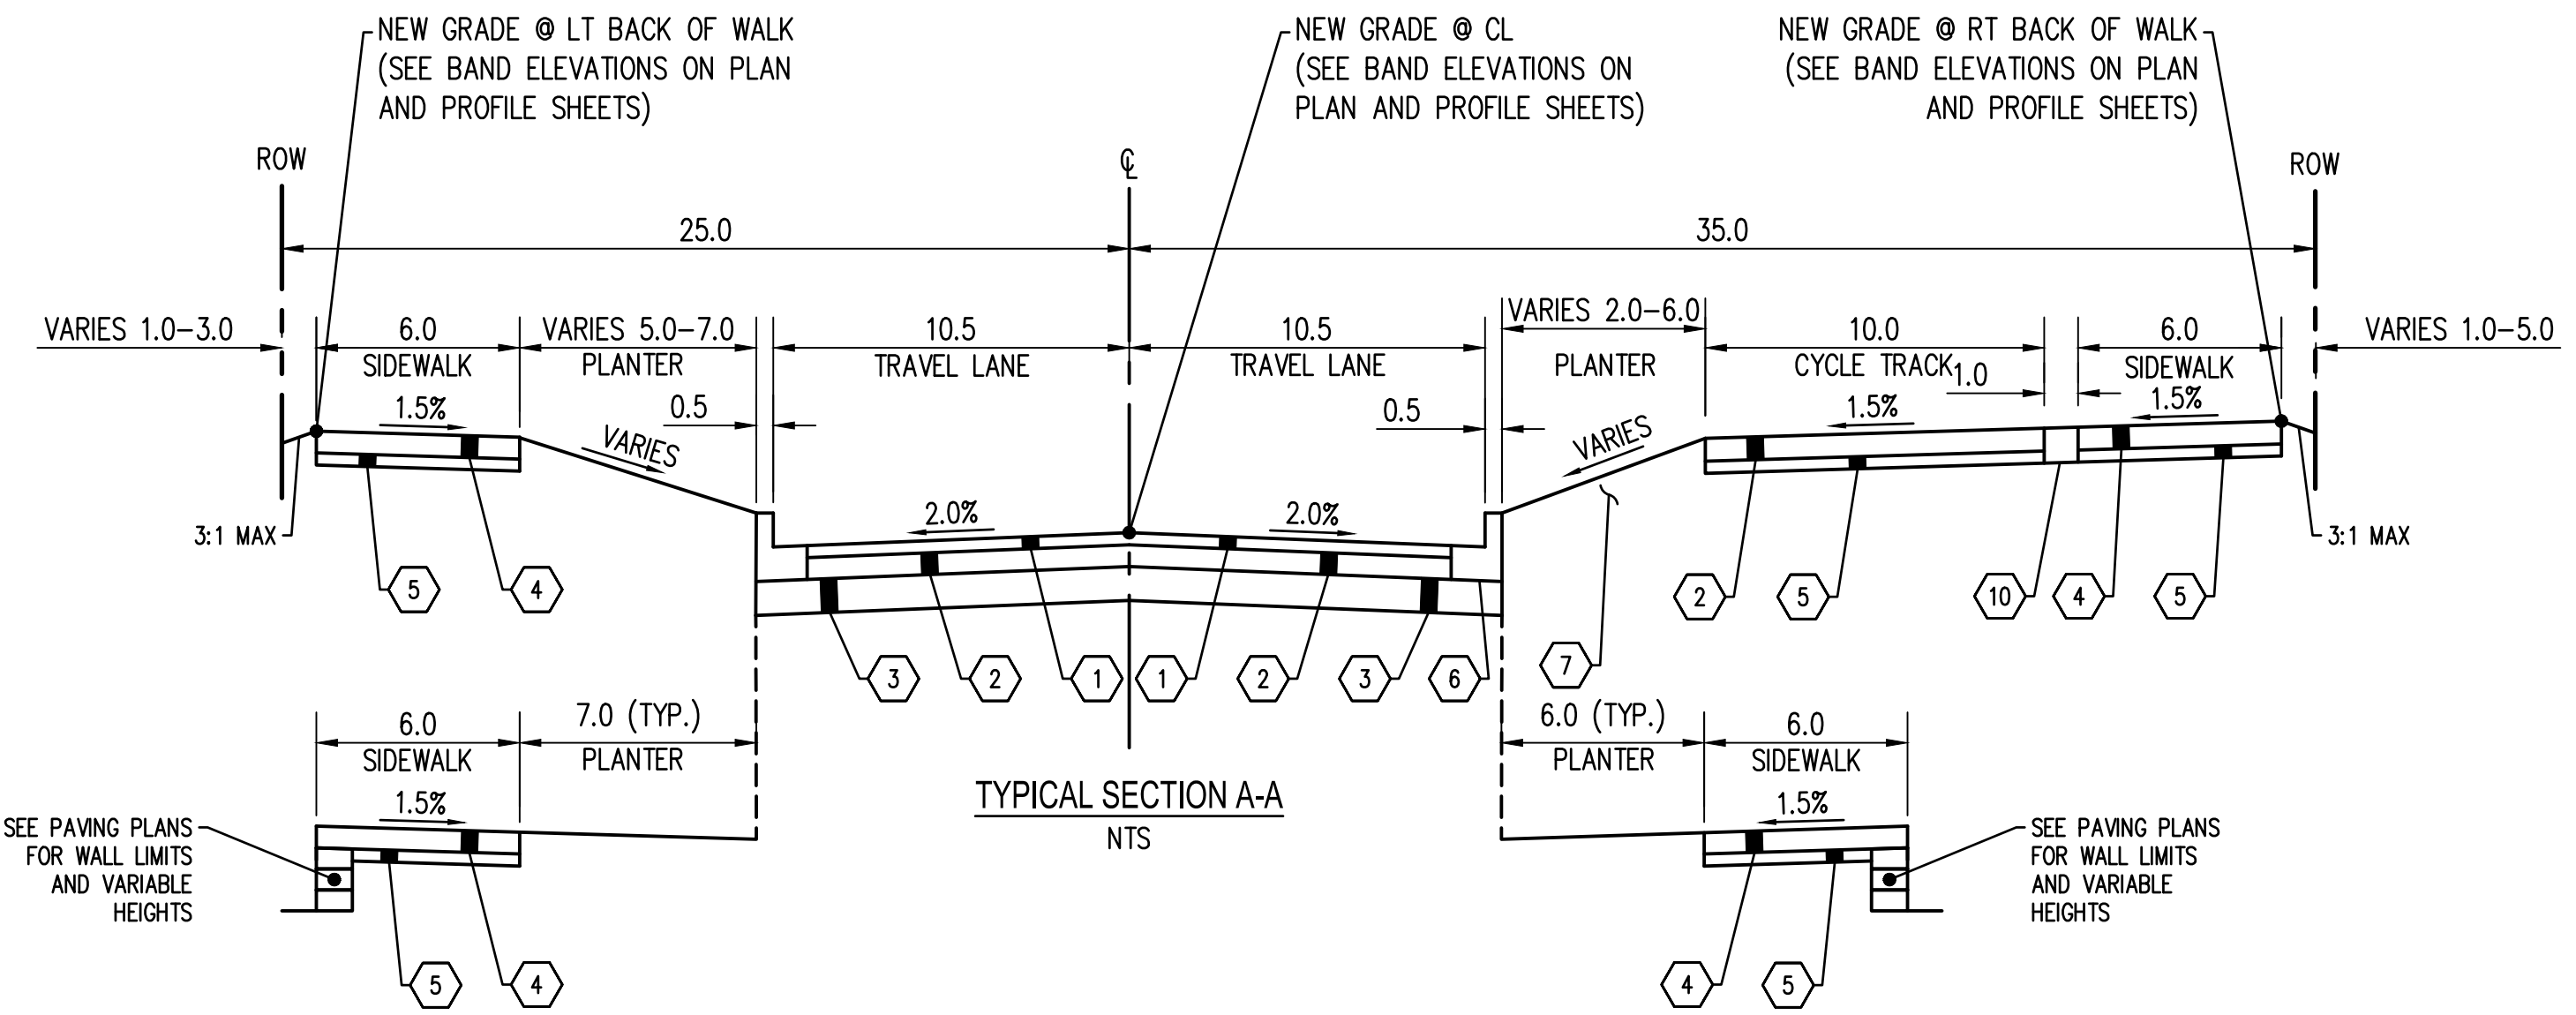 NEW GRADE @ LT BACK OF WALK
(SEE BAND ELEVATIONS ON PLAN
AND PROFILE SHEETS)
NEW GRADE @ CL
(SEE BAND ELEVATIONS ON
PLAN AND PROFILE SHEETS)
NEW GRADE @ RT BACK OF WALK
(SEE BAND ELEVATIONS ON PLAN
AND PROFILE SHEETS)
ROW
℄
ROW
25.0
35.0
VARIES 1.0-3.0
6.0
SIDEWALK
VARIES 5.0-7.0
PLANTER
10.5
TRAVEL LANE
10.5
TRAVEL LANE
VARIES 2.0-6.0
PLANTER
10.0
CYCLE TRACK
1.0
6.0
SIDEWALK
VARIES 1.0-5.0
1.5%
0.5
0.5
1.5%
1.5%
VARIES
VARIES
2.0%
2.0%
3:1 MAX
3:1 MAX
5
4
2
5
10
4
5
3
2
1
1
2
3
6
7
6.0
SIDEWALK
7.0 (TYP.)
PLANTER
6.0 (TYP.)
PLANTER
6.0
SIDEWALK
1.5%
1.5%
TYPICAL SECTION A-A
NTS
SEE PAVING PLANS
FOR WALL LIMITS
AND VARIABLE
HEIGHTS
SEE PAVING PLANS
FOR WALL LIMITS
AND VARIABLE
HEIGHTS
5
4
4
5